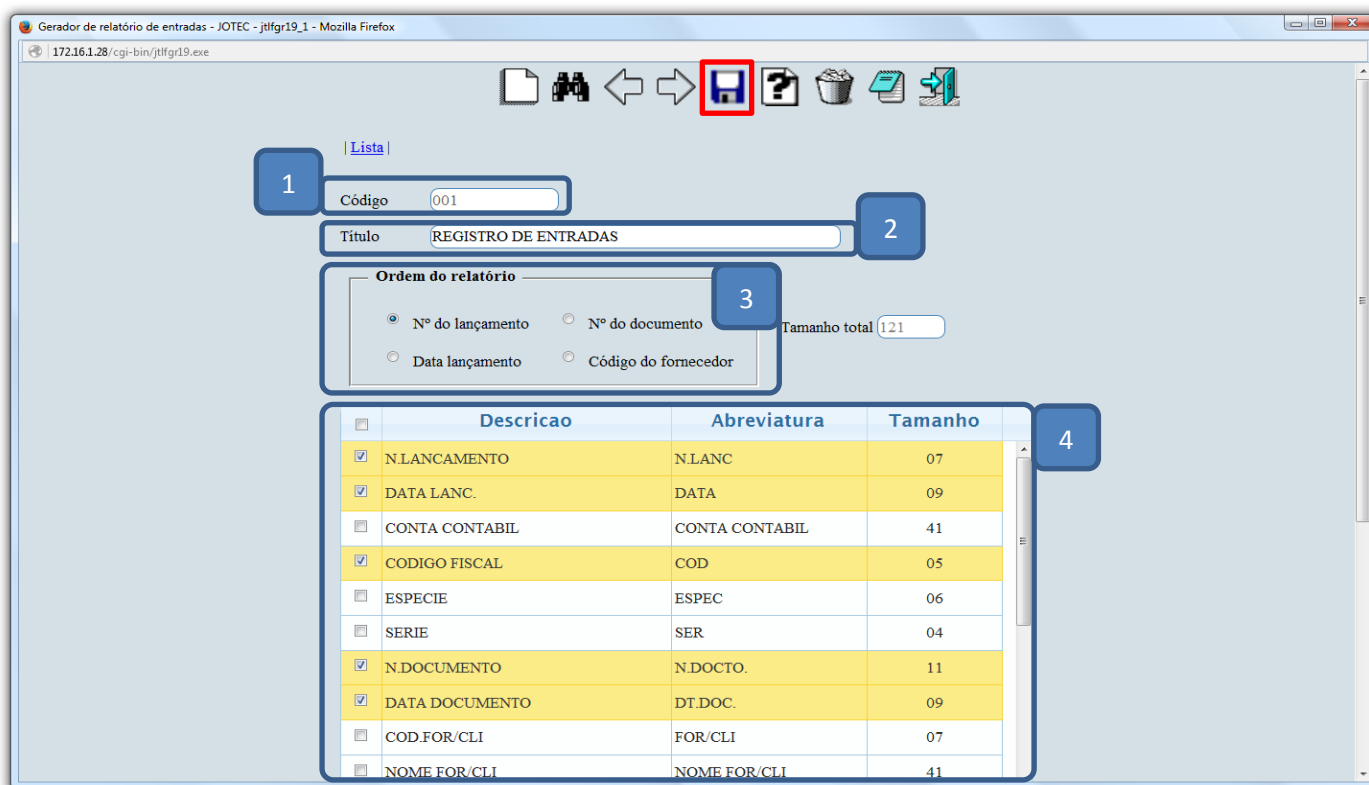 Gerador de relatório de entradas - JOTEC - jtlfgr19_1 - Mozilla Firefox
172.16.1.28/cgi-bin/jtlfgr19.exe
| Lista |
1
Código 001
Título REGISTRO DE ENTRADAS
2
Ordem do relatório
3
Nº do lançamento Nº do documento
Tamanho total 121
Data lançamento Código do fornecedor
Descricao Abreviatura Tamanho
4
N.LANCAMENTO N.LANC 07
DATA LANC. DATA 09
CONTA CONTABIL CONTA CONTABIL 41
CODIGO FISCAL COD 05
ESPECIE ESPEC 06
SERIE SER 04
N.DOCUMENTO N.DOCTO. 11
DATA DOCUMENTO DT.DOC. 09
COD.FOR/CLI FOR/CLI 07
NOME FOR/CLI NOME FOR/CLI 41